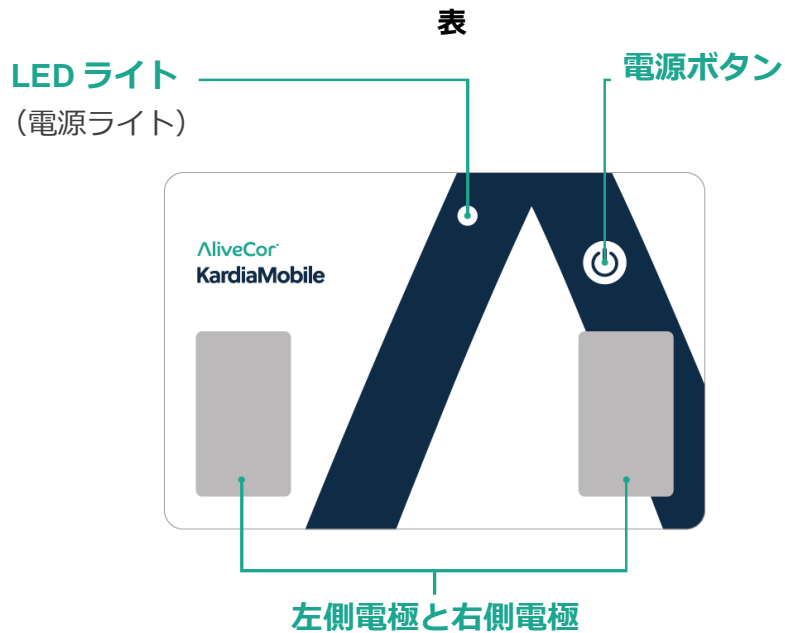 表
LED ライト
（電源ライト）
電源ボタン
AliveCor
KardiaMobile
左側電極と右側電極